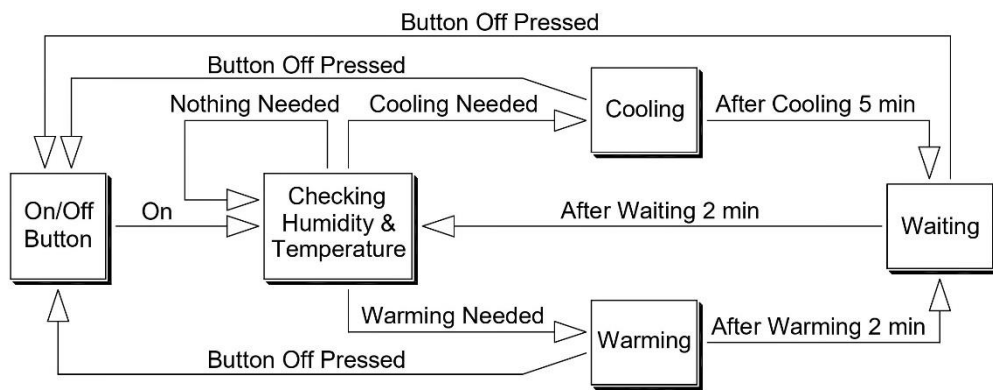 Button Off Pressed
Button Off Pressed
Nothing Needed
Cooling Needed
Cooling
After Cooling 5 min
On/Off
Button
On
Checking
Humidity &
Temperature
After Waiting 2 min
Waiting
Warming Needed
Warming
After Warming 2 min
Button Off Pressed